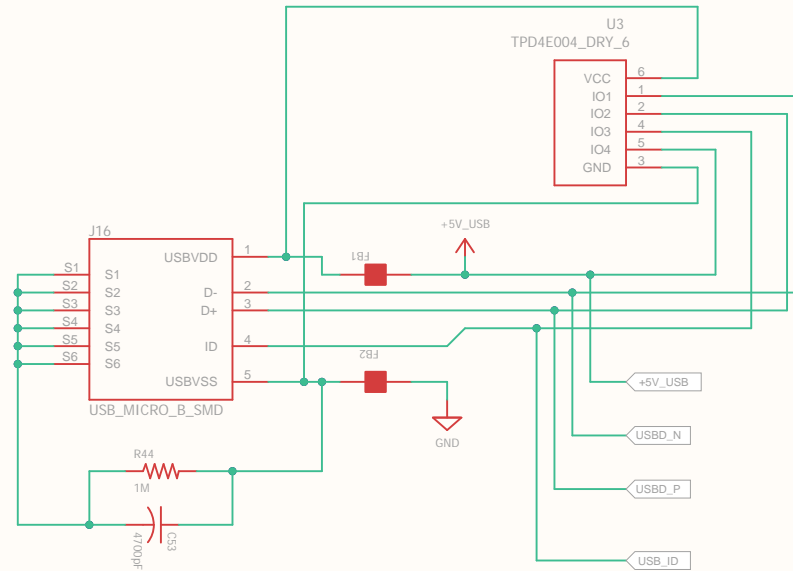 U3
TPD4E004_DRY_6
VCC 6
IO1 1
IO2 2
IO3 4
IO4 5
GND 3
+5V_USB
J16
USBVDD 1
FB1
S1 S1
S2 S2
D- 2
S3 S3
D+ 3
S4 S4
S5 S5
ID 4
S6 S6
FB2
USBVSS 5
USB_MICRO_B_SMD
GND
+5V_USB
USBD_N
R44
1M
USBD_P
C53
4700pF
USB_ID